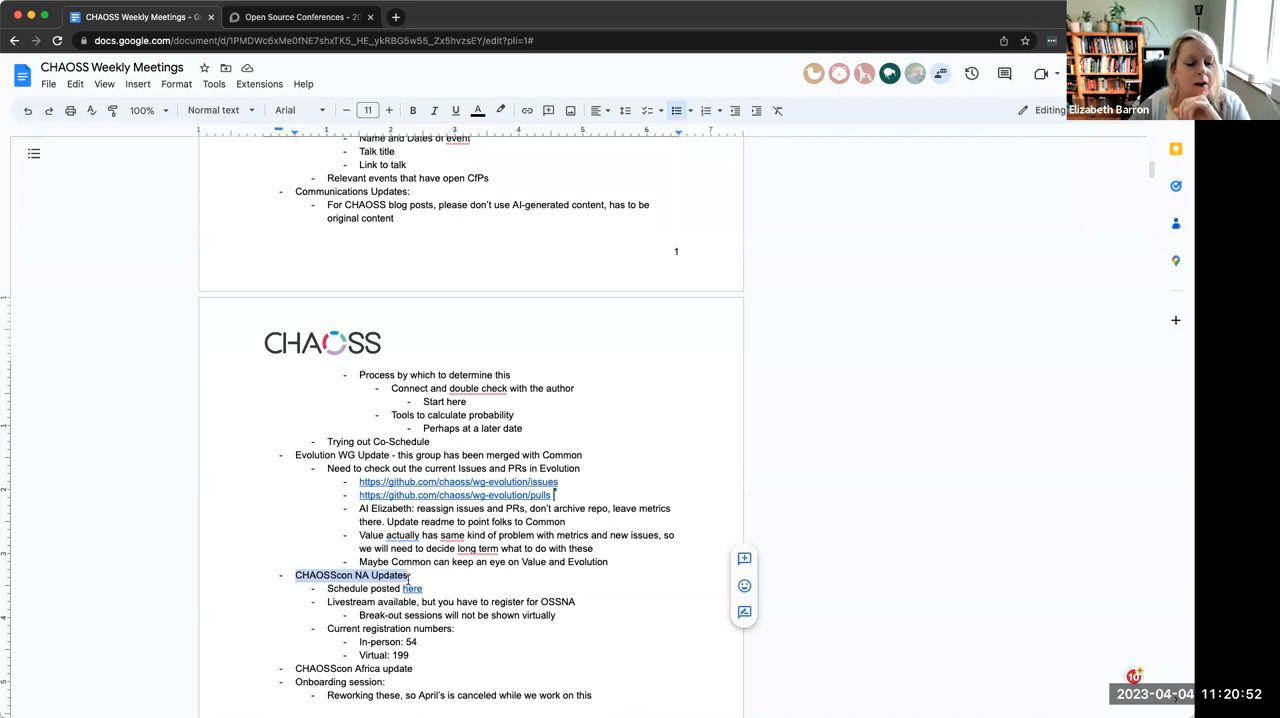 CHAOSS Weekly Meetings - G
Open Source Conferences - 20
docs.google.com/document/d/1PMDWc6xMe0fNE7shxTK5_HE_ykRBG5w55_Zx5hvzsEY/edit?pli=1#
CHAOSS Weekly Meetings
File Edit View Insert Format Tools Extensions Help
100% Normal text Arial 11 Editing
Elizabeth Barron
1 1 2 3 4 5 6 7
- Name and Dates of event
- Talk title
- Link to talk
- Relevant events that have open CfPs
- Communications Updates:
- For CHAOSS blog posts, please don't use AI-generated content, has to be
original content
1
CHAOSS
- Process by which to determine this
- Connect and double check with the author
- Start here
- Tools to calculate probability
- Perhaps at a later date
- Trying out Co-Schedule
- Evolution WG Update - this group has been merged with Common
- Need to check out the current Issues and PRs in Evolution
- https://github.com/chaoss/wg-evolution/issues
- https://github.com/chaoss/wg-evolution/pulls
- AI Elizabeth: reassign issues and PRs, don't archive repo, leave metrics
there. Update readme to point folks to Common
- Value actually has same kind of problem with metrics and new issues, so
we will need to decide long term what to do with these
- Maybe Common can keep an eye on Value and Evolution
- CHAOSScon NA Updates
- Schedule posted here
- Livestream available, but you have to register for OSSNA
- Break-out sessions will not be shown virtually
- Current registration numbers:
- In-person: 54
- Virtual: 199
- CHAOSScon Africa update
- Onboarding session:
- Reworking these, so April's is canceled while we work on this
10
2023-04-04 11:20:52